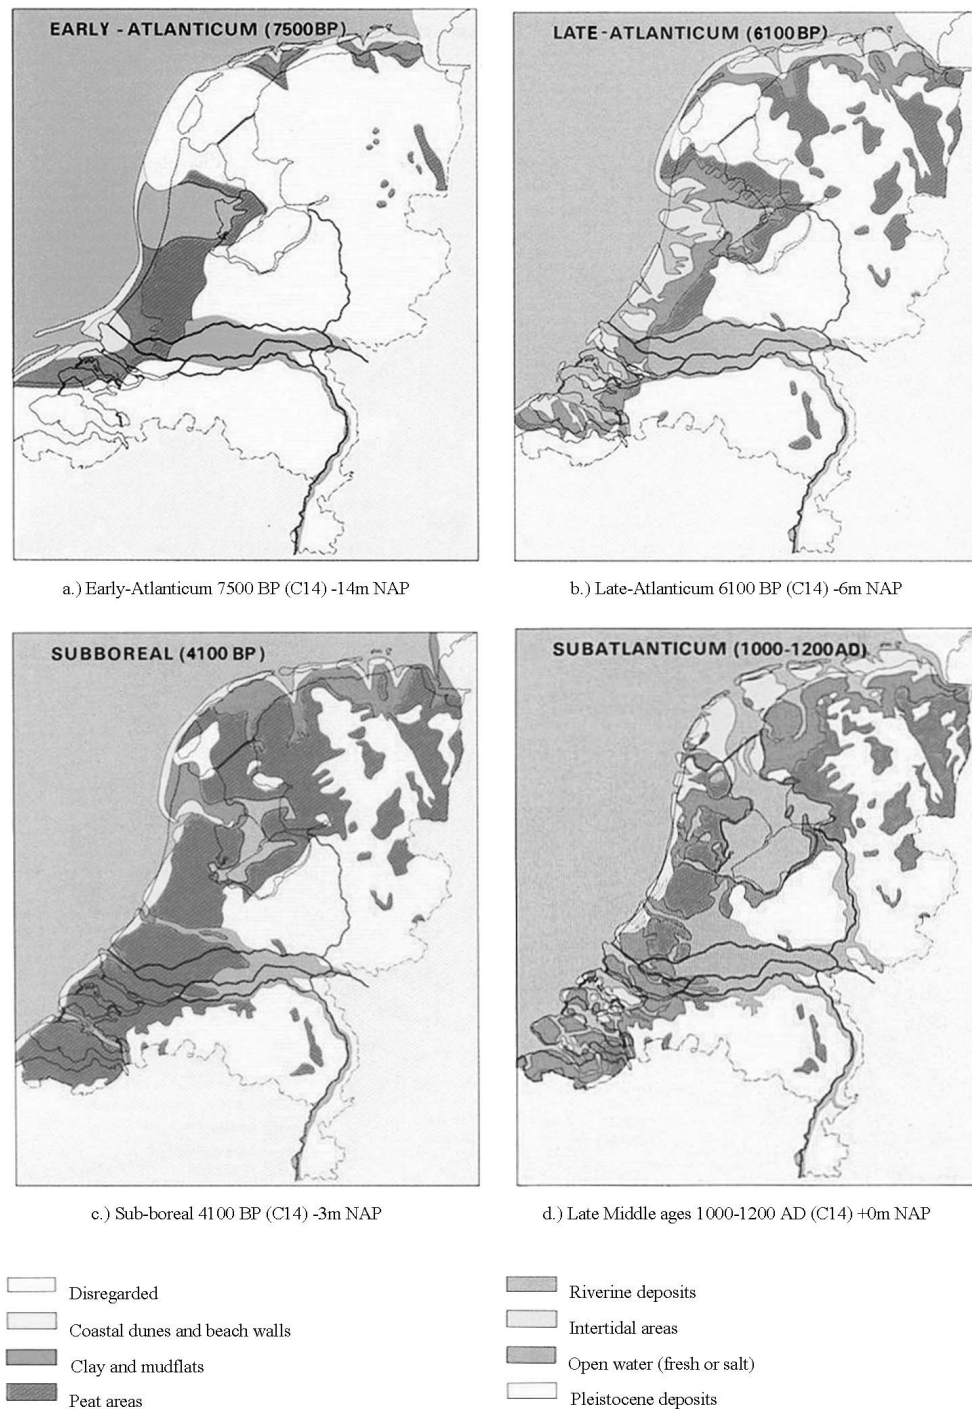 EARLY - ATLANTICUM (7500BP)
LATE-ATLANTICUM (6100BP)
a.) Early-Atlanticum 7500 BP (C14) -14m NAP
b.) Late-Atlanticum 6100 BP (C14) -6m NAP
SUBBOREAL (4100 BP)
SUBATLANTICUM (1000-1200AD)
c.) Sub-boreal 4100 BP (C14) -3m NAP
d.) Late Middle ages 1000-1200 AD (C14) +0m NAP
Disregarded
Coastal dunes and beach walls
Clay and mudflats
Peat areas
Riverine deposits
Intertidal areas
Open water (fresh or salt)
Pleistocene deposits